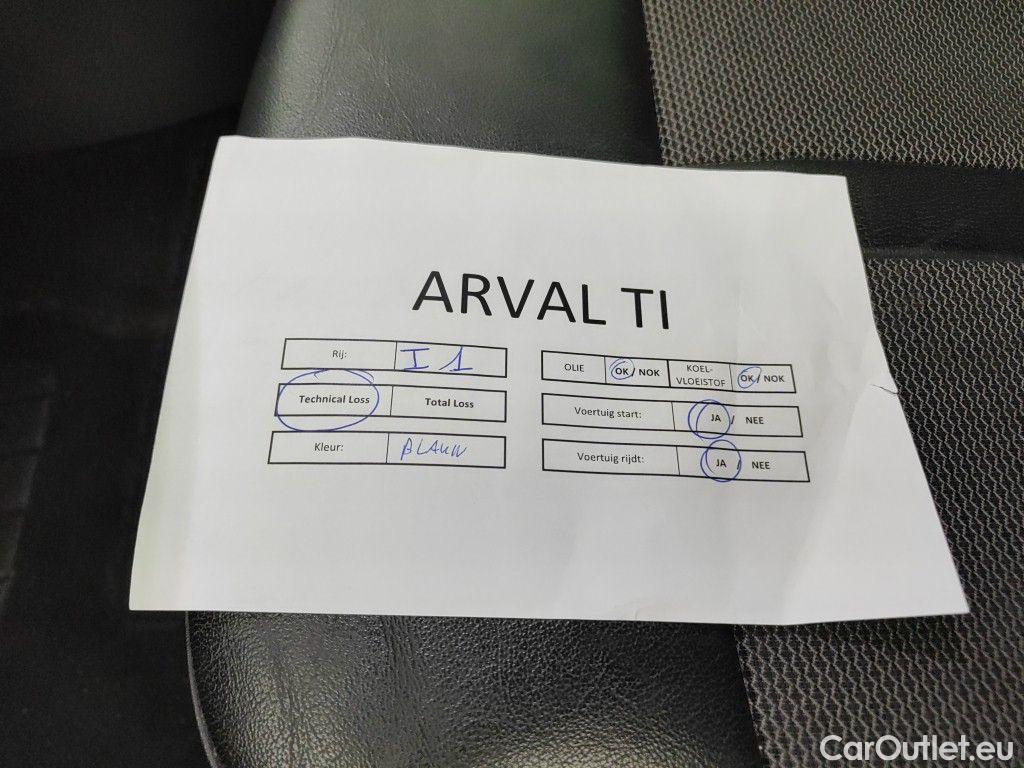 ARVAL TI
Rij: I 1
Technical Loss Total Loss
Kleur: BLAUW
OLIE OK / NOK KOEL-VLOEISTOF OK / NOK
Voertuig start: JA / NEE
Voertuig rijdt: JA / NEE
CarOutlet.eu